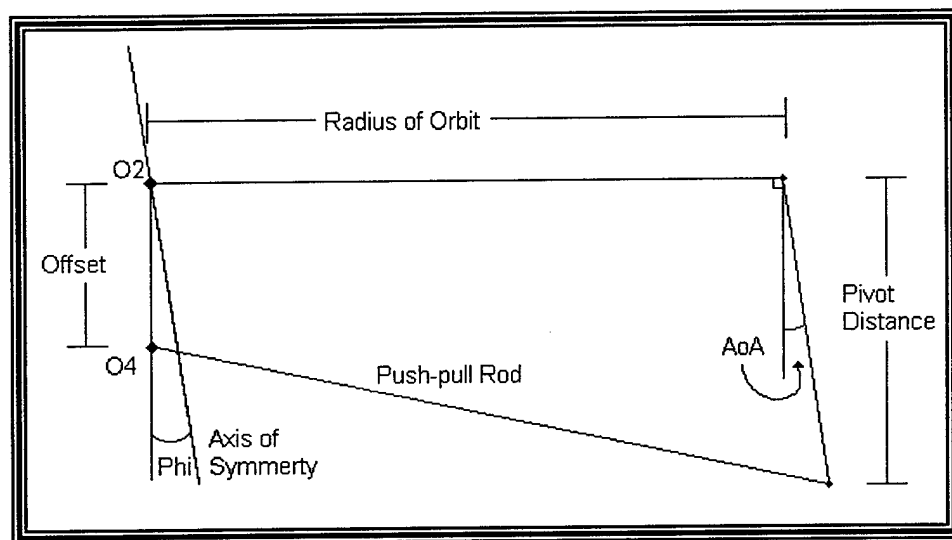 Radius of Orbit
O2
Offset
Pivot
Distance
AoA
O4
Push-pull Rod
Axis of
Phi Symmerty